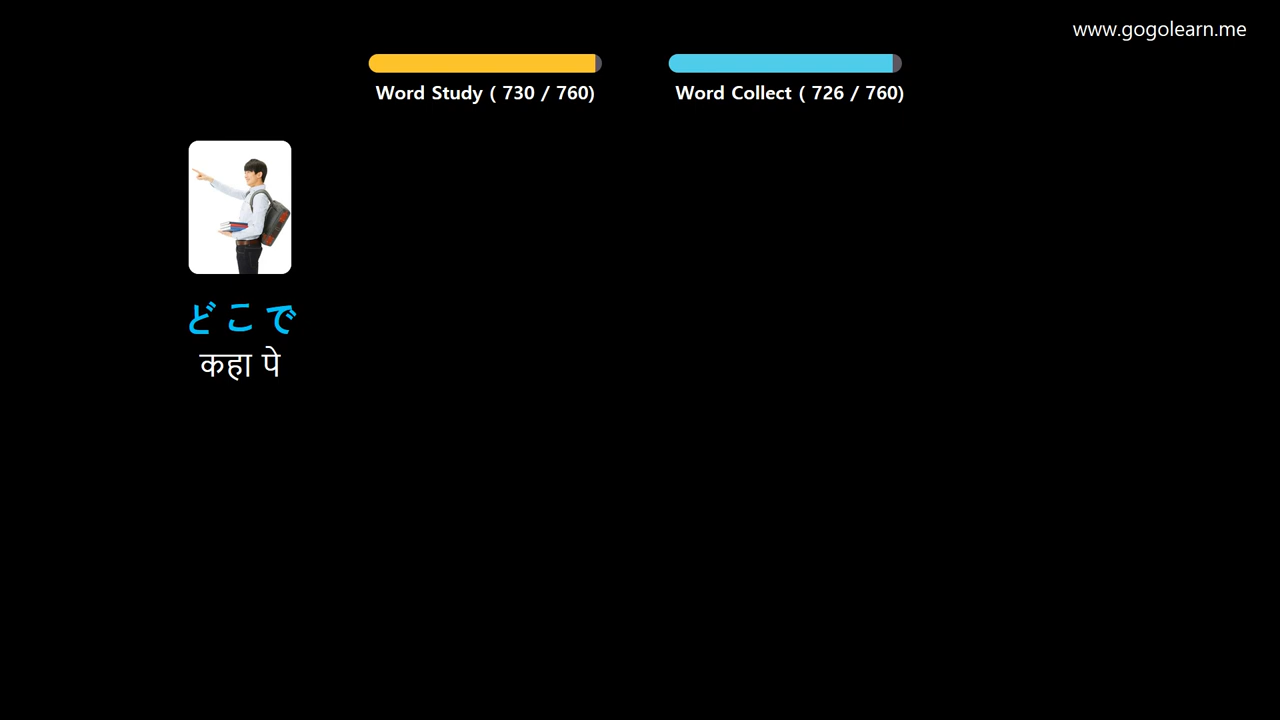 www.gogolearn.me
Word Study ( 730 / 760)
Word Collect ( 726 / 760)
どこで
कहा पे